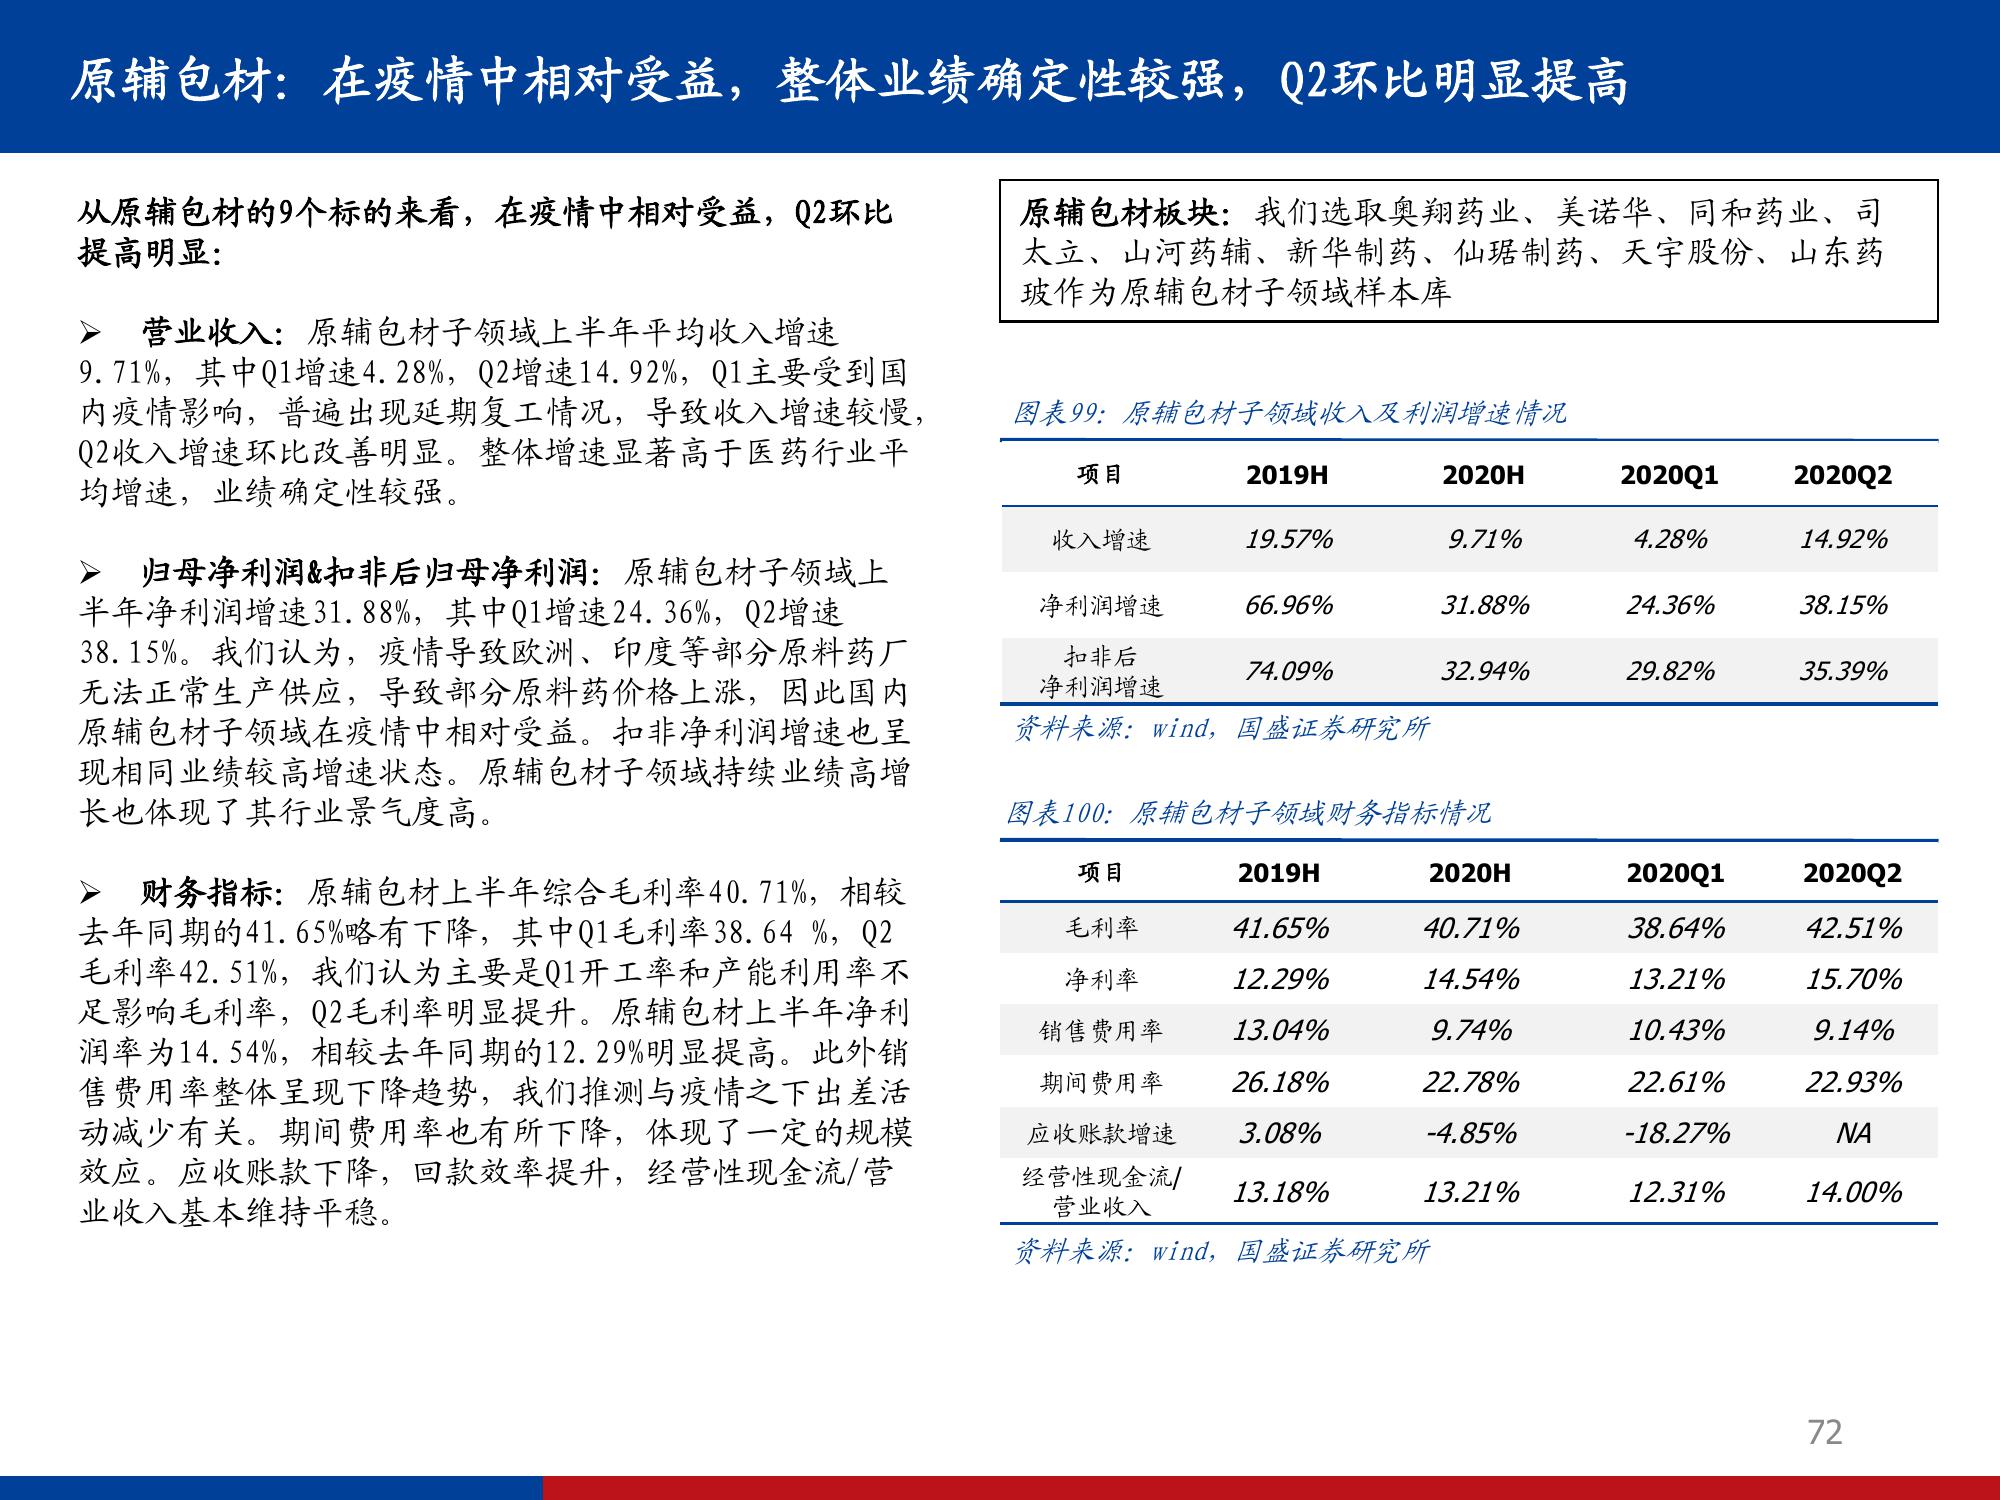 原辅包材：在疫情中相对受益，整体业绩确定性较强，Q2环比明显提高
从原辅包材的9个标的来看，在疫情中相对受益，Q2环比
提高明显：
➢ 营业收入：原辅包材子领域上半年平均收入增速
9.71%，其中Q1增速4.28%，Q2增速14.92%，Q1主要受到国
内疫情影响，普遍出现延期复工情况，导致收入增速较慢，
Q2收入增速环比改善明显。整体增速显著高于医药行业平
均增速，业绩确定性较强。
➢ 归母净利润&扣非后归母净利润：原辅包材子领域上
半年净利润增速31.88%，其中Q1增速24.36%，Q2增速
38.15%。我们认为，疫情导致欧洲、印度等部分原料药厂
无法正常生产供应，导致部分原料药价格上涨，因此国内
原辅包材子领域在疫情中相对受益。扣非净利润增速也呈
现相同业绩较高增速状态。原辅包材子领域持续业绩高增
长也体现了其行业景气度高。
➢ 财务指标：原辅包材上半年综合毛利率40.71%，相较
去年同期的41.65%略有下降，其中Q1毛利率38.64 %，Q2
毛利率42.51%，我们认为主要是Q1开工率和产能利用率不
足影响毛利率，Q2毛利率明显提升。原辅包材上半年净利
润率为14.54%，相较去年同期的12.29%明显提高。此外销
售费用率整体呈现下降趋势，我们推测与疫情之下出差活
动减少有关。期间费用率也有所下降，体现了一定的规模
效应。应收账款下降，回款效率提升，经营性现金流/营
业收入基本维持平稳。
原辅包材板块：我们选取奥翔药业、美诺华、同和药业、司
太立、山河药辅、新华制药、仙琚制药、天宇股份、山东药
玻作为原辅包材子领域样本库
图表99：原辅包材子领域收入及利润增速情况
项目 2019H 2020H 2020Q1 2020Q2
收入增速 19.57% 9.71% 4.28% 14.92%
净利润增速 66.96% 31.88% 24.36% 38.15%
扣非后
净利润增速 74.09% 32.94% 29.82% 35.39%
资料来源：wind，国盛证券研究所
图表100：原辅包材子领域财务指标情况
项目 2019H 2020H 2020Q1 2020Q2
毛利率 41.65% 40.71% 38.64% 42.51%
净利率 12.29% 14.54% 13.21% 15.70%
销售费用率 13.04% 9.74% 10.43% 9.14%
期间费用率 26.18% 22.78% 22.61% 22.93%
应收账款增速 3.08% -4.85% -18.27% NA
经营性现金流/
营业收入 13.18% 13.21% 12.31% 14.00%
资料来源：wind，国盛证券研究所
72